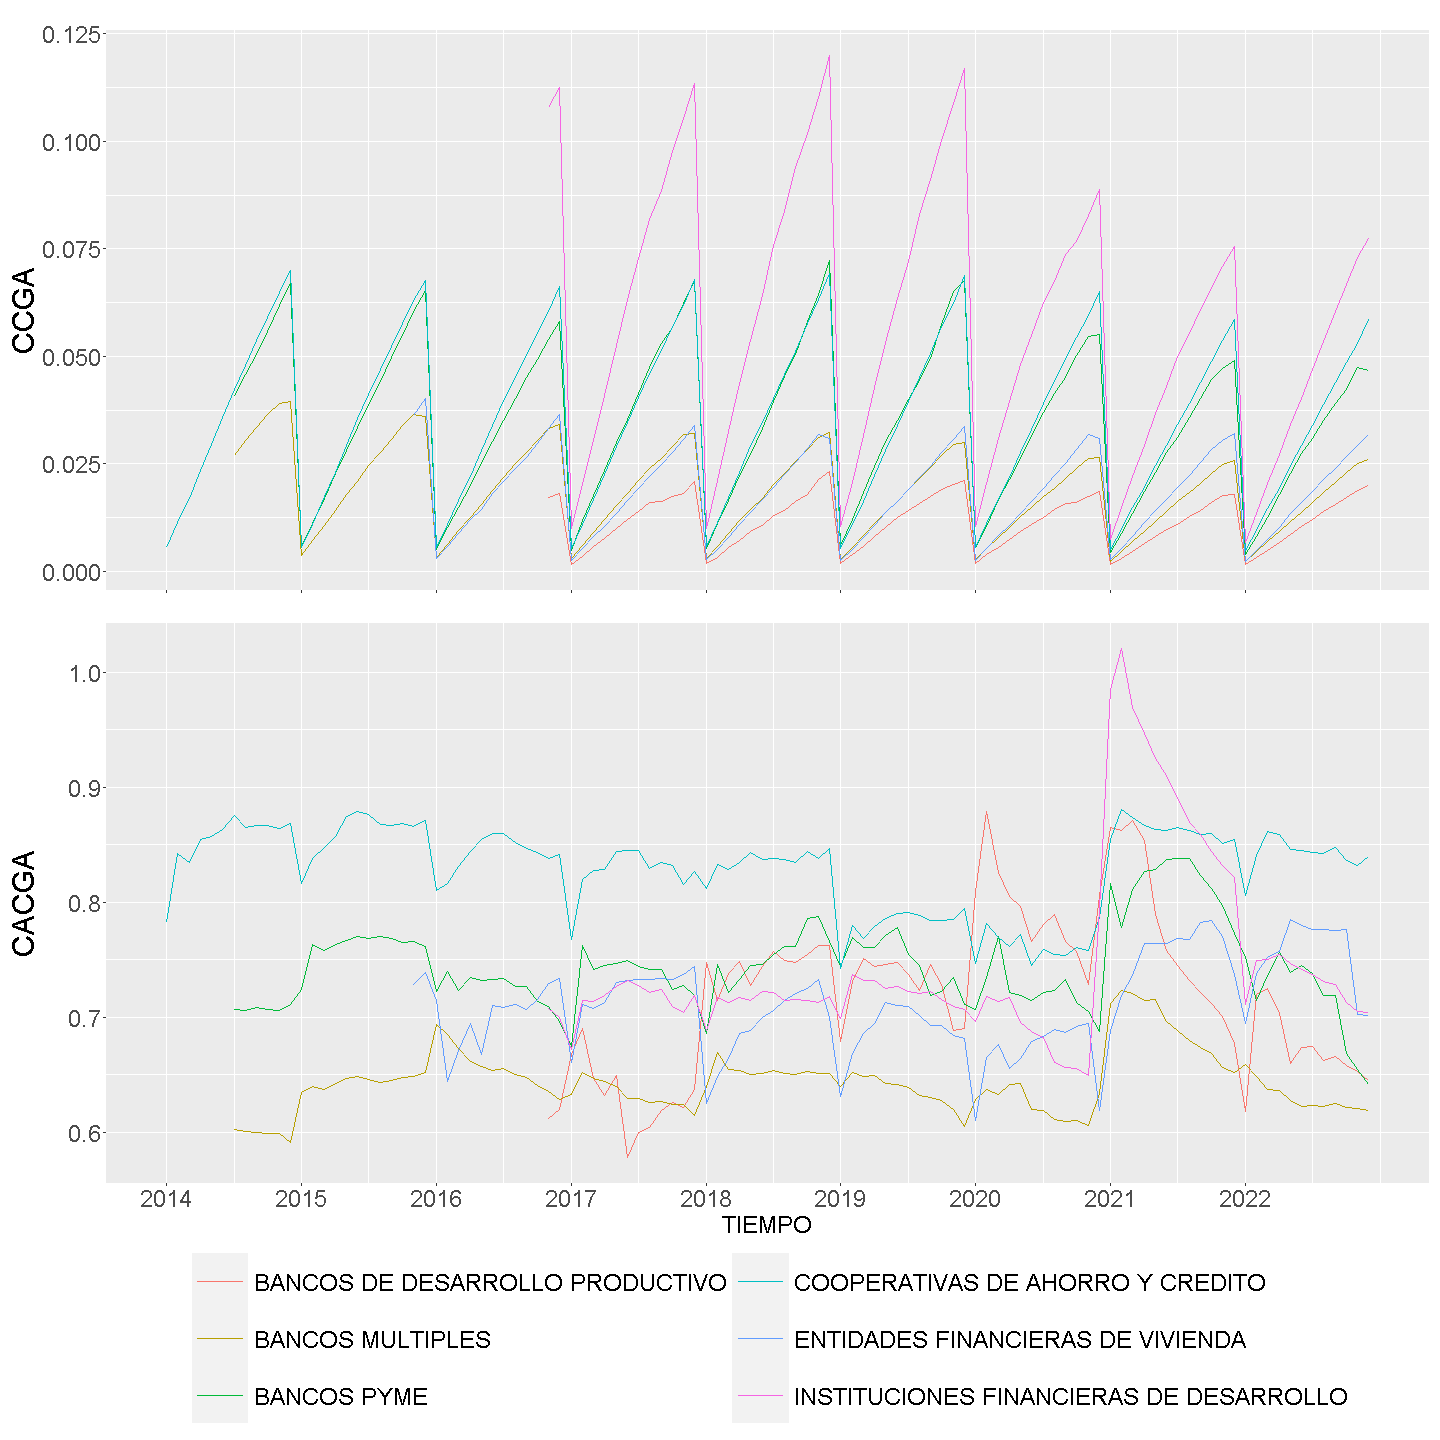 0.125
0.100
0.075
0.050
0.025
0.000
CCGA
1.0
0.9
0.8
0.7
0.6
CACGA
2014 2015 2016 2017 2018 2019 2020 2021 2022
TIEMPO
BANCOS DE DESARROLLO PRODUCTIVO COOPERATIVAS DE AHORRO Y CREDITO
BANCOS MULTIPLES ENTIDADES FINANCIERAS DE VIVIENDA
BANCOS PYME INSTITUCIONES FINANCIERAS DE DESARROLLO